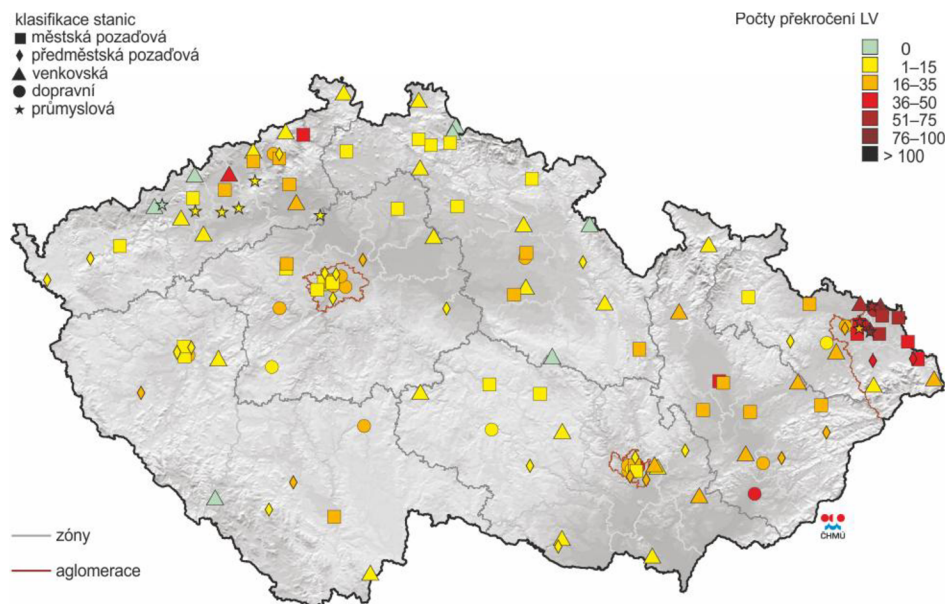 klasifikace stanic
městská pozaďová
předměstská pozaďová
venkovská
dopravní
průmyslová
Počty překročení LV
0
1–15
16–35
36–50
51–75
76–100
> 100
ČHMÚ
zóny
aglomerace